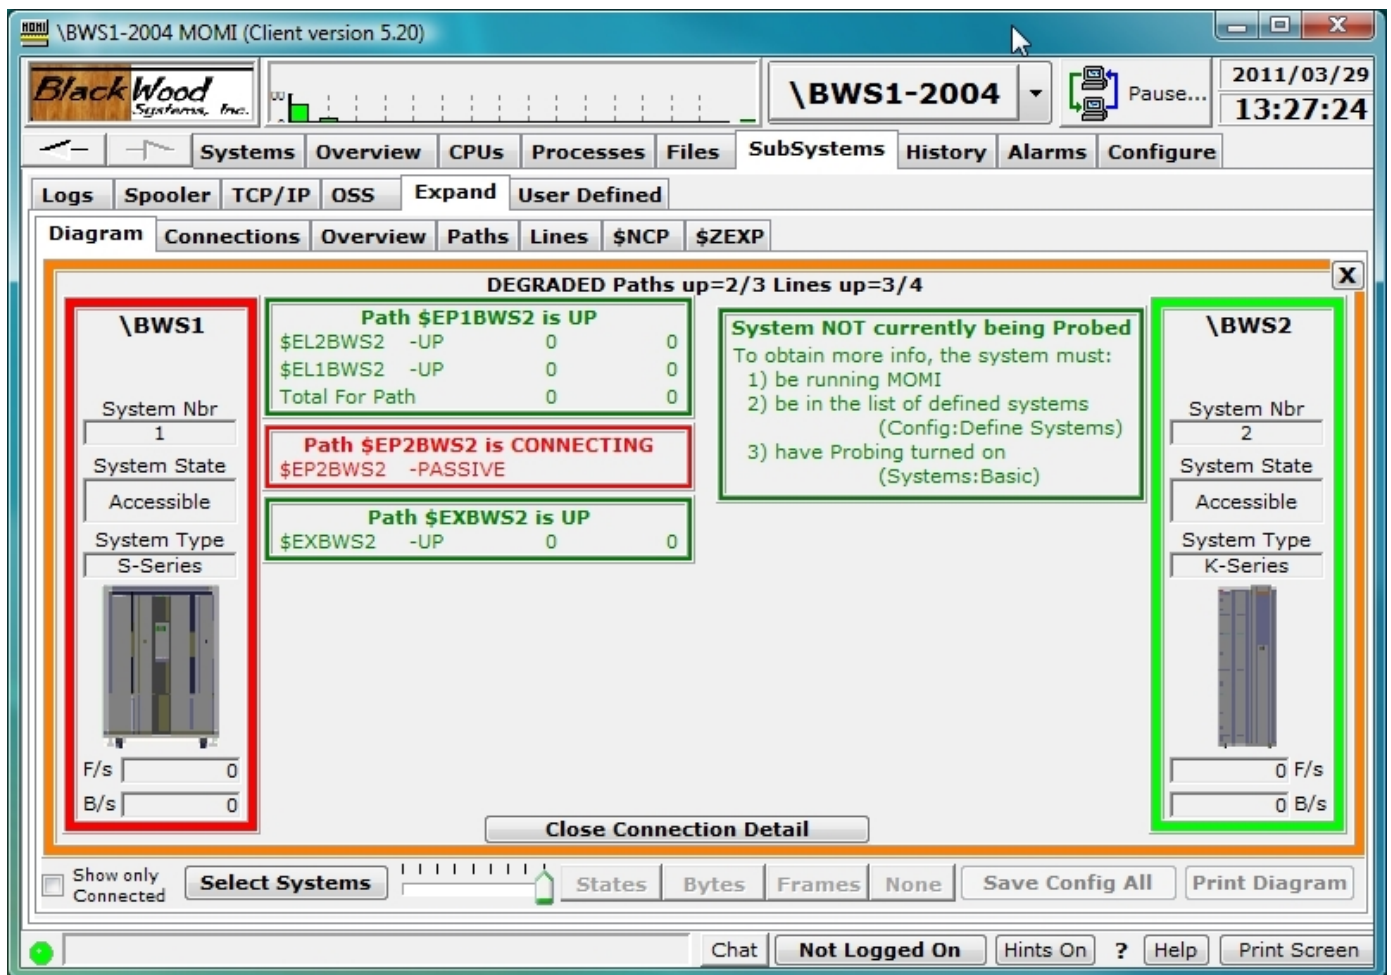 MOMI \BWS1-2004 MOMI (Client version 5.20)
BlackWood
Systems, Inc.
\BWS1-2004
Pause...
2011/03/29
13:27:24
Systems Overview CPUs Processes Files SubSystems History Alarms Configure
Logs Spooler TCP/IP OSS Expand User Defined
Diagram Connections Overview Paths Lines $NCP $ZEXP
DEGRADED Paths up=2/3 Lines up=3/4
X
\BWS1
System Nbr
1
System State
Accessible
System Type
S-Series
F/s 0
B/s 0
Path $EP1BWS2 is UP
$EL2BWS2 -UP 0 0
$EL1BWS2 -UP 0 0
Total For Path 0 0
Path $EP2BWS2 is CONNECTING
$EP2BWS2 -PASSIVE
Path $EXBWS2 is UP
$EXBWS2 -UP 0 0
System NOT currently being Probed
To obtain more info, the system must:
1) be running MOMI
2) be in the list of defined systems
(Config:Define Systems)
3) have Probing turned on
(Systems:Basic)
\BWS2
System Nbr
2
System State
Accessible
System Type
K-Series
0 F/s
0 B/s
Close Connection Detail
Show only
Connected
Select Systems States Bytes Frames None Save Config All Print Diagram
Chat Not Logged On Hints On ? Help Print Screen